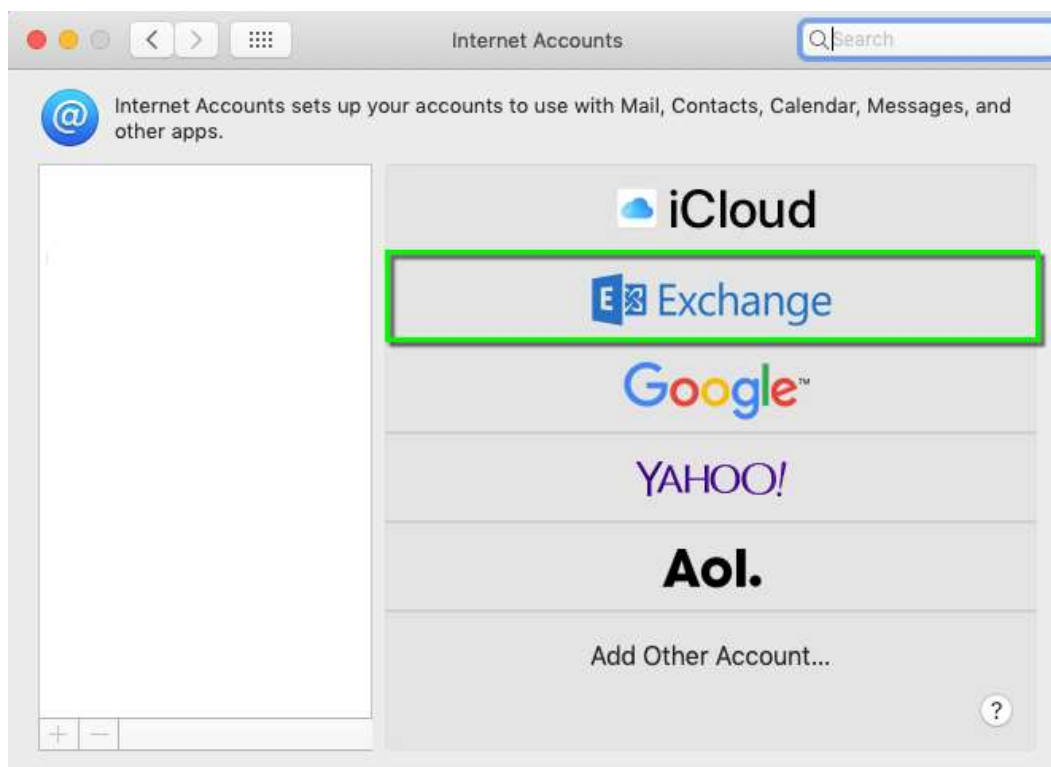 Internet Accounts
Search
Internet Accounts sets up your accounts to use with Mail, Contacts, Calendar, Messages, and
other apps.
iCloud
E Exchange
Google™
YAHOO!
Aol.
Add Other Account...
?